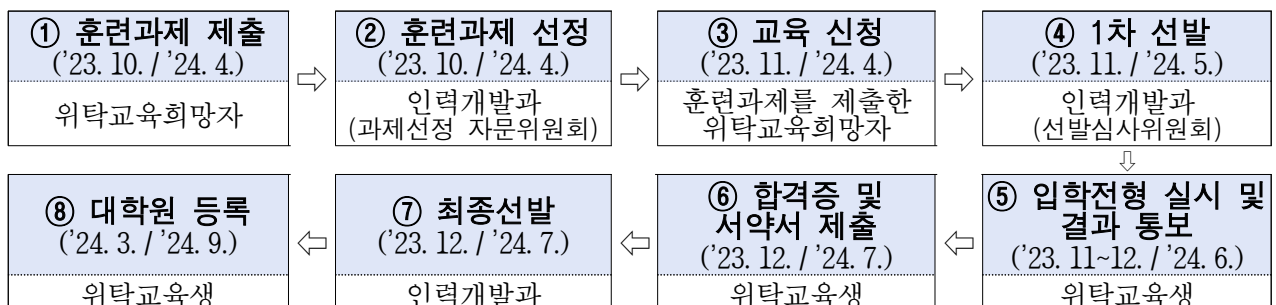 ① 훈련과제 제출
(’23. 10. / ’24. 4.)
위탁교육희망자
② 훈련과제 선정
(’23. 10. / ’24. 4.)
인력개발과
(과제선정 자문위원회)
③ 교육 신청
(’23. 11. / ’24. 4.)
훈련과제를 제출한
위탁교육희망자
④ 1차 선발
(’23. 11. / ’24. 5.)
인력개발과
(선발심사위원회)
⑤ 입학전형 실시 및
결과 통보
(’23. 11~12. / ’24. 6.)
위탁교육생
⑥ 합격증 및
서약서 제출
(’23. 12. / ’24. 7.)
위탁교육생
⑦ 최종선발
(’23. 12. / ’24. 7.)
인력개발과
⑧ 대학원 등록
(’24. 3. / ’24. 9.)
위탁교육생